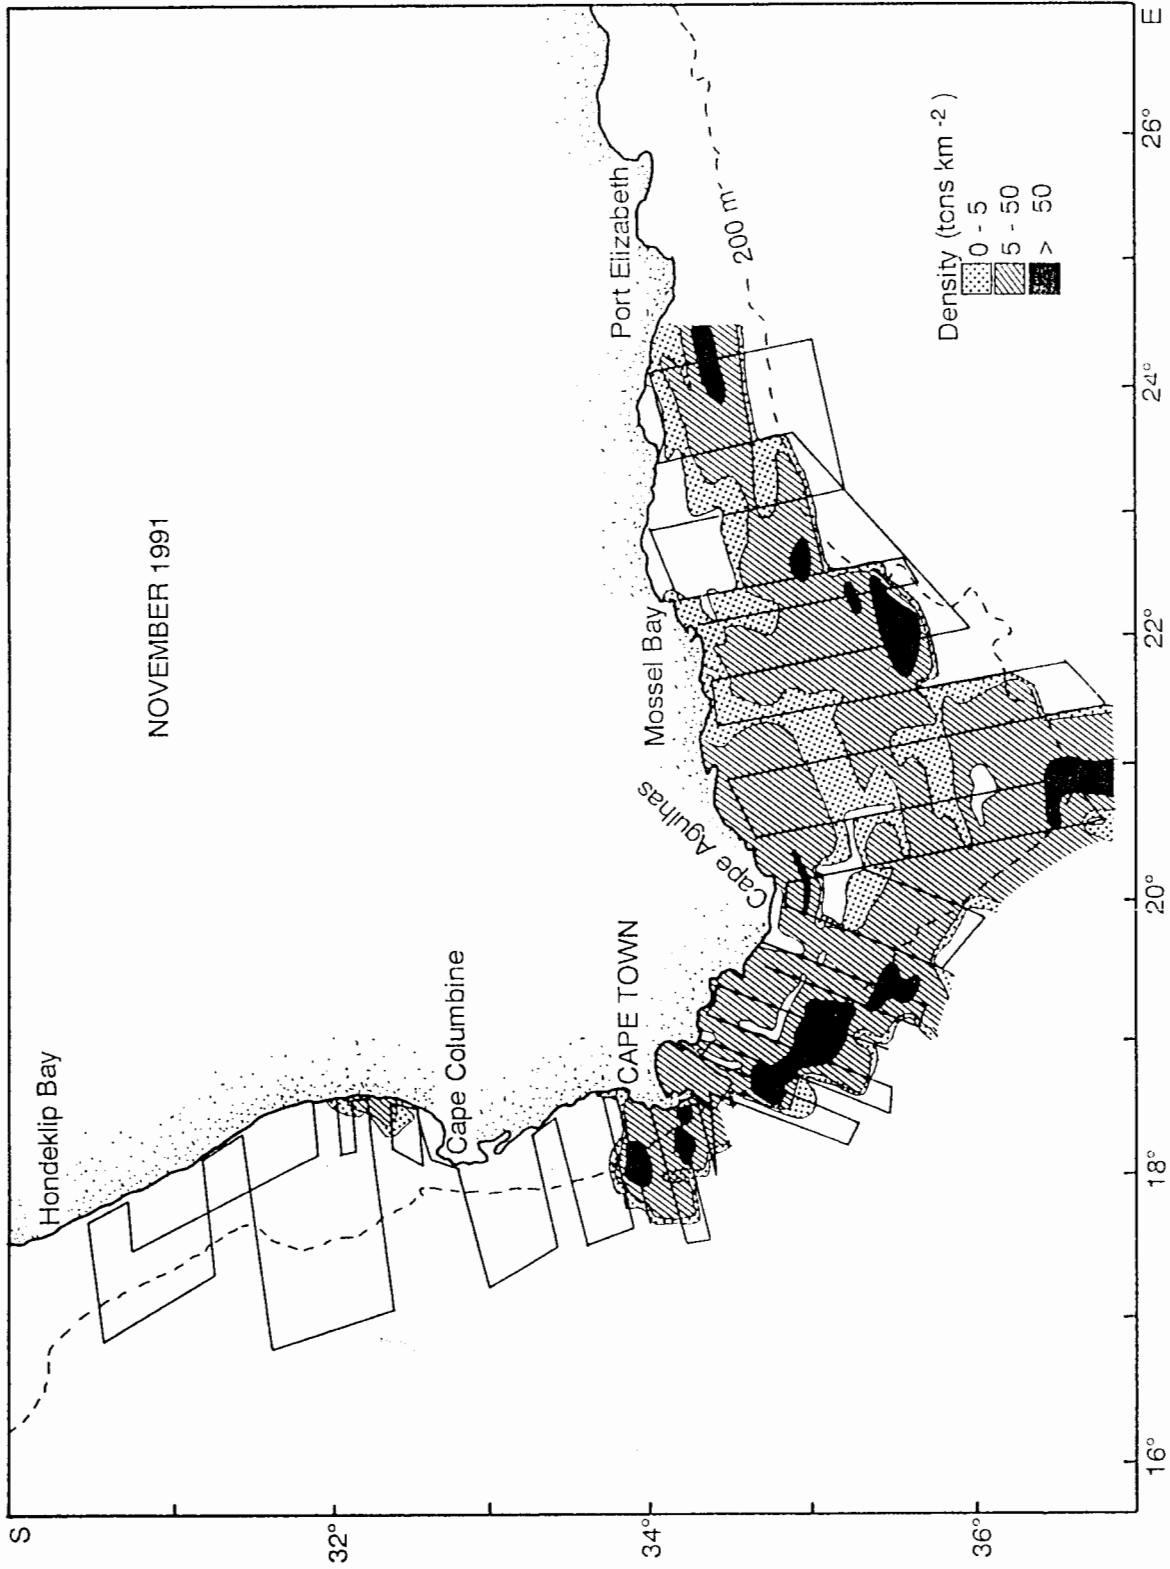 NOVEMBER 1991
S
32°
34°
36°
16°
18°
20°
22°
24°
26°
E
Hondeklip Bay
Cape Columbine
CAPE TOWN
Cape Agulhas
Mossel Bay
Port Elizabeth
200 m
Density (tons km -2 )
0 - 5
5 - 50
> 50